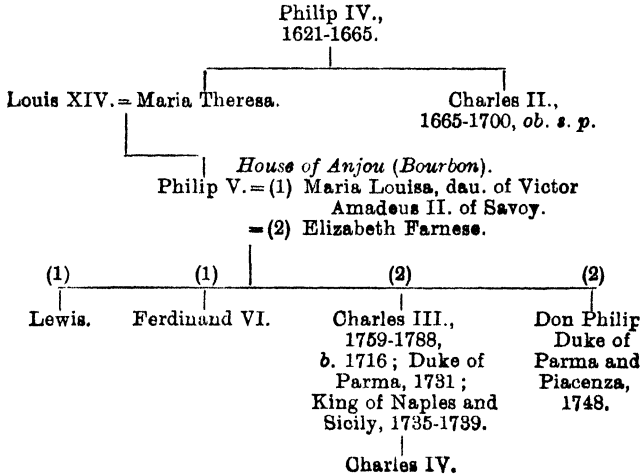 Philip IV.,
1621-1665.
Louis XIV. = Maria Theresa.
Charles II.,
1665-1700, ob. s. p.
House of Anjou (Bourbon).
Philip V. = (1) Maria Louisa, dau. of Victor
Amadeus II. of Savoy.
= (2) Elizabeth Farnese.
(1) (1) (2) (2)
Lewis.
Ferdinand VI.
Charles III.,
1759-1788,
b. 1716; Duke of
Parma, 1731;
King of Naples and
Sicily, 1735-1739.
Don Philip
Duke of
Parma and
Piacenza,
1748.
Charles IV.